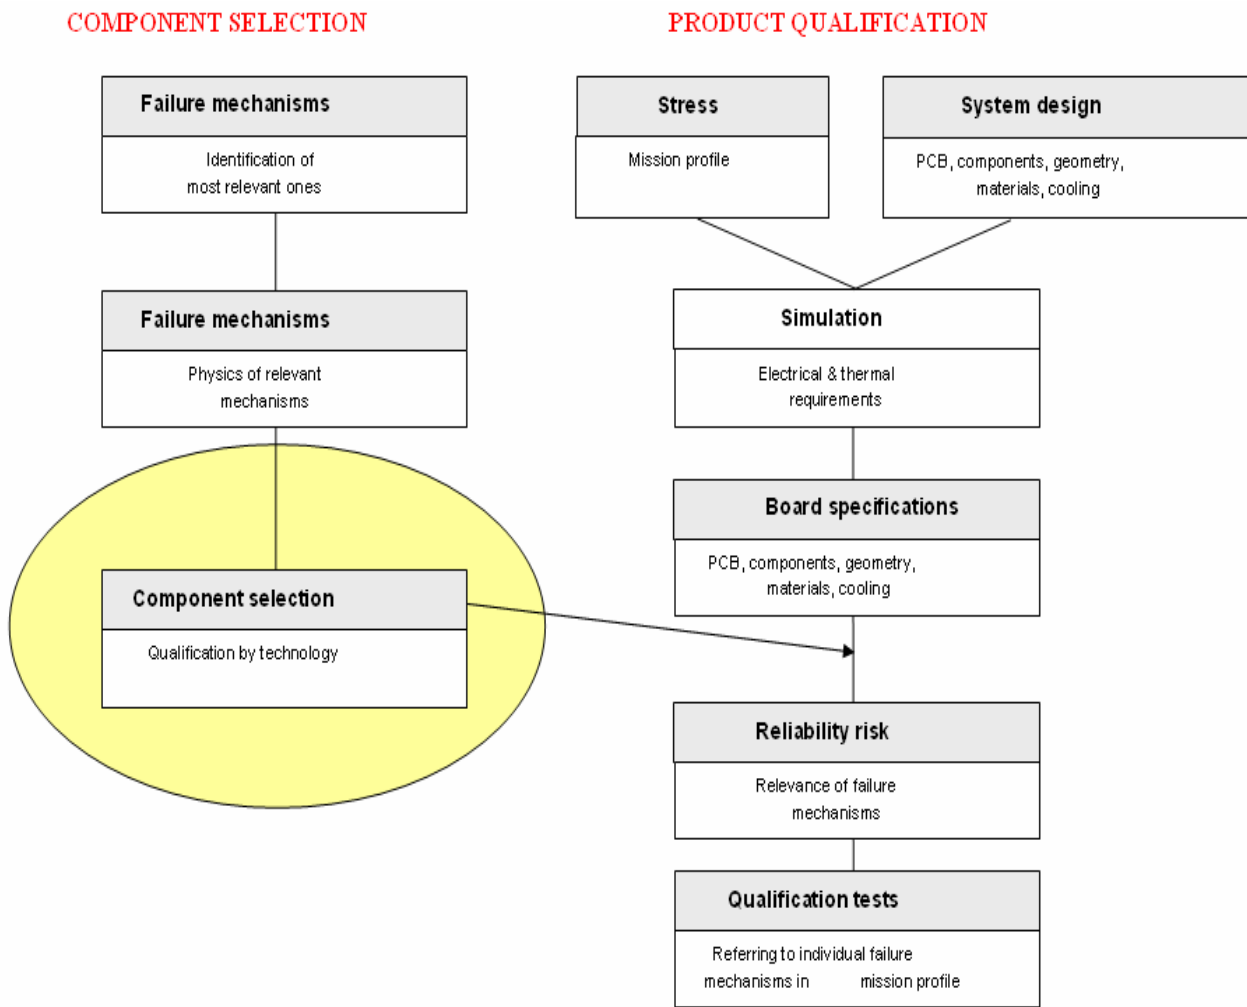 COMPONENT SELECTION
PRODUCT QUALIFICATION
Failure mechanisms
Identification of
most relevant ones
Failure mechanisms
Physics of relevant
mechanisms
Component selection
Qualification by technology
Stress
Mission profile
System design
PCB, components, geometry,
materials, cooling
Simulation
Electrical & thermal
requirements
Board specifications
PCB, components, geometry,
materials, cooling
Reliability risk
Relevance of failure
mechanisms
Qualification tests
Referring to individual failure
mechanisms in mission profile